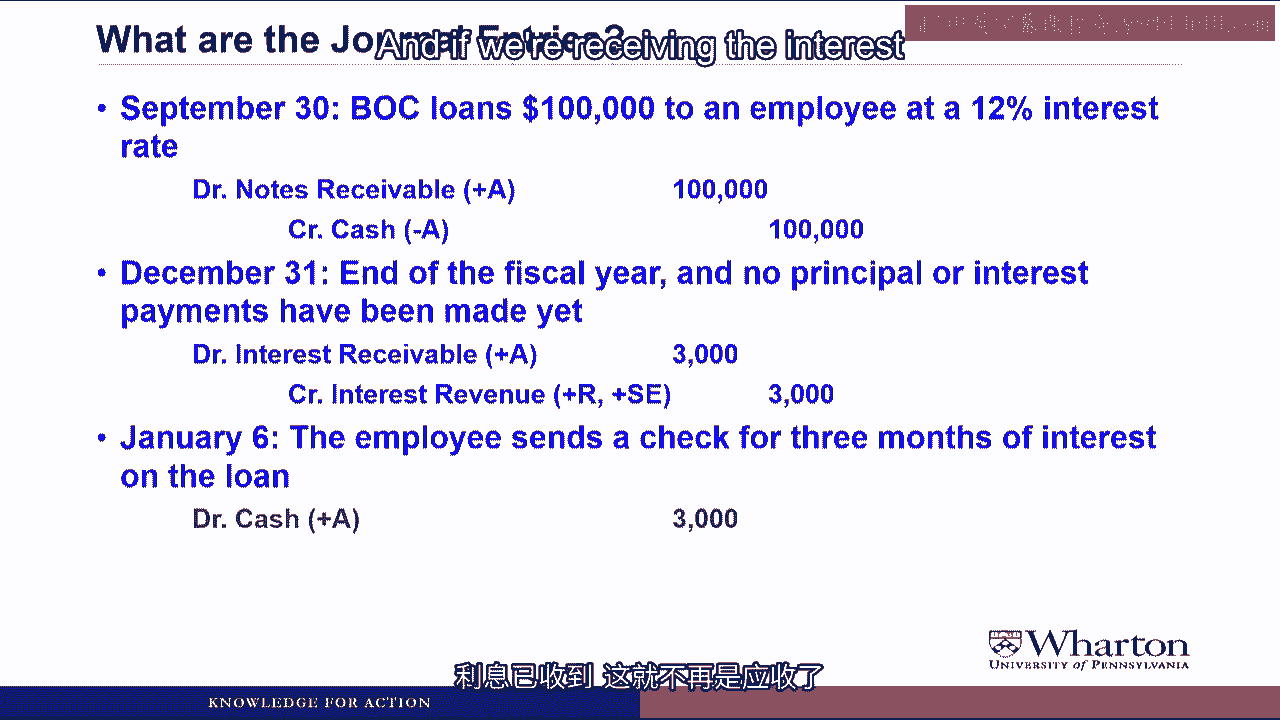 What are the Journal Entries?
And if we're receiving the interest
• September 30: BOC loans $100,000 to an employee at a 12% interest
rate
Dr. Notes Receivable (+A) 100,000
Cr. Cash (-A) 100,000
• December 31: End of the fiscal year, and no principal or interest
payments have been made yet
Dr. Interest Receivable (+A) 3,000
Cr. Interest Revenue (+R, +SE) 3,000
• January 6: The employee sends a check for three months of interest
on the loan
Dr. Cash (+A) 3,000
Wharton
UNIVERSITY of PENNSYLVANIA
利息已收到 这就不再是应收了
KNOWLEDGE FOR ACTION